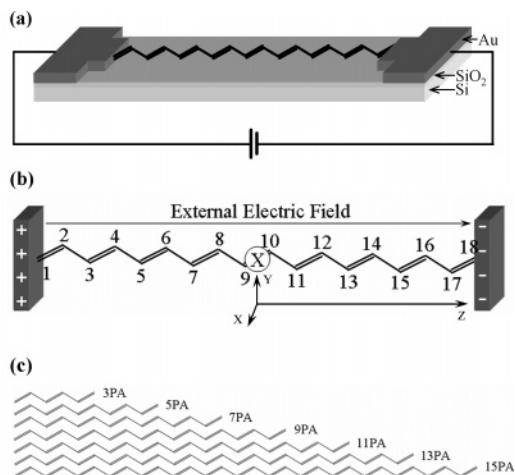 (a)
Au
SiO2
Si
(b)
External Electric Field
+ + + +
- - - -
2 4 6 8 10 12 14 16 18
X
1 3 5 7 9 11 13 15 17
Y
X Z
(c)
3PA
5PA
7PA
9PA
11PA
13PA
15PA